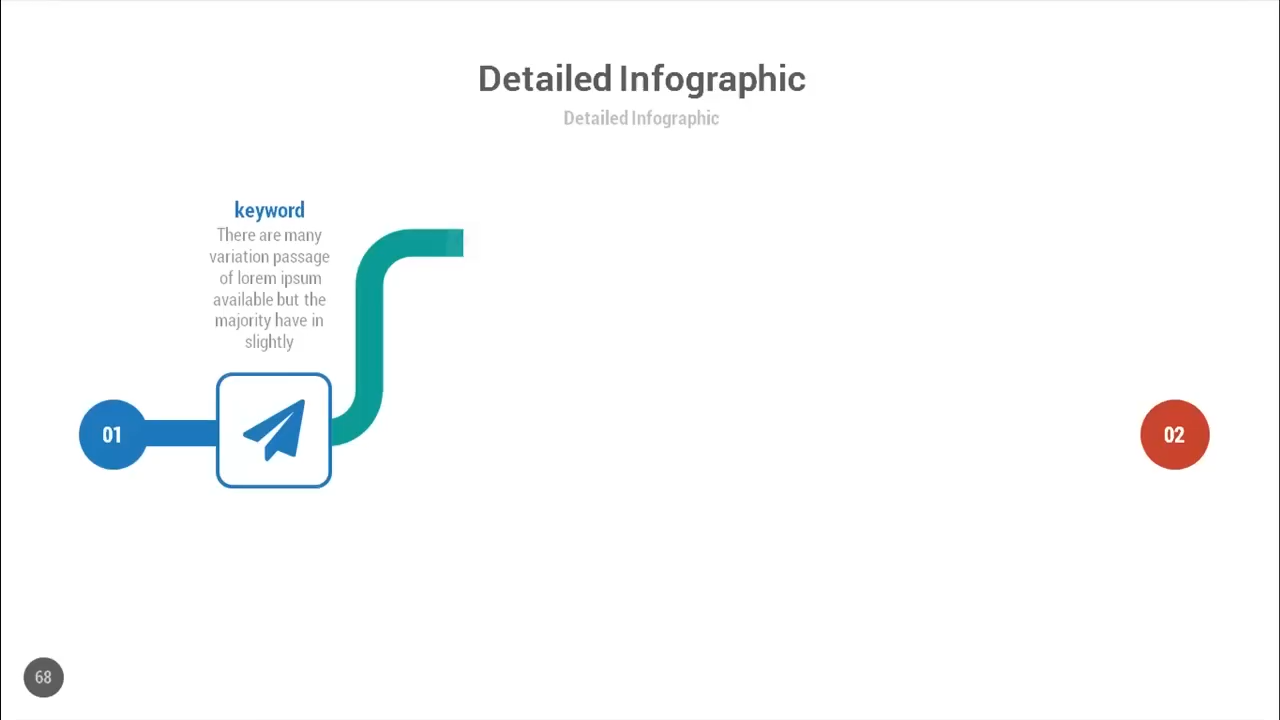 Detailed Infographic
Detailed Infographic
keyword
There are many
variation passage
of lorem ipsum
available but the
majority have in
slightly
01
02
68